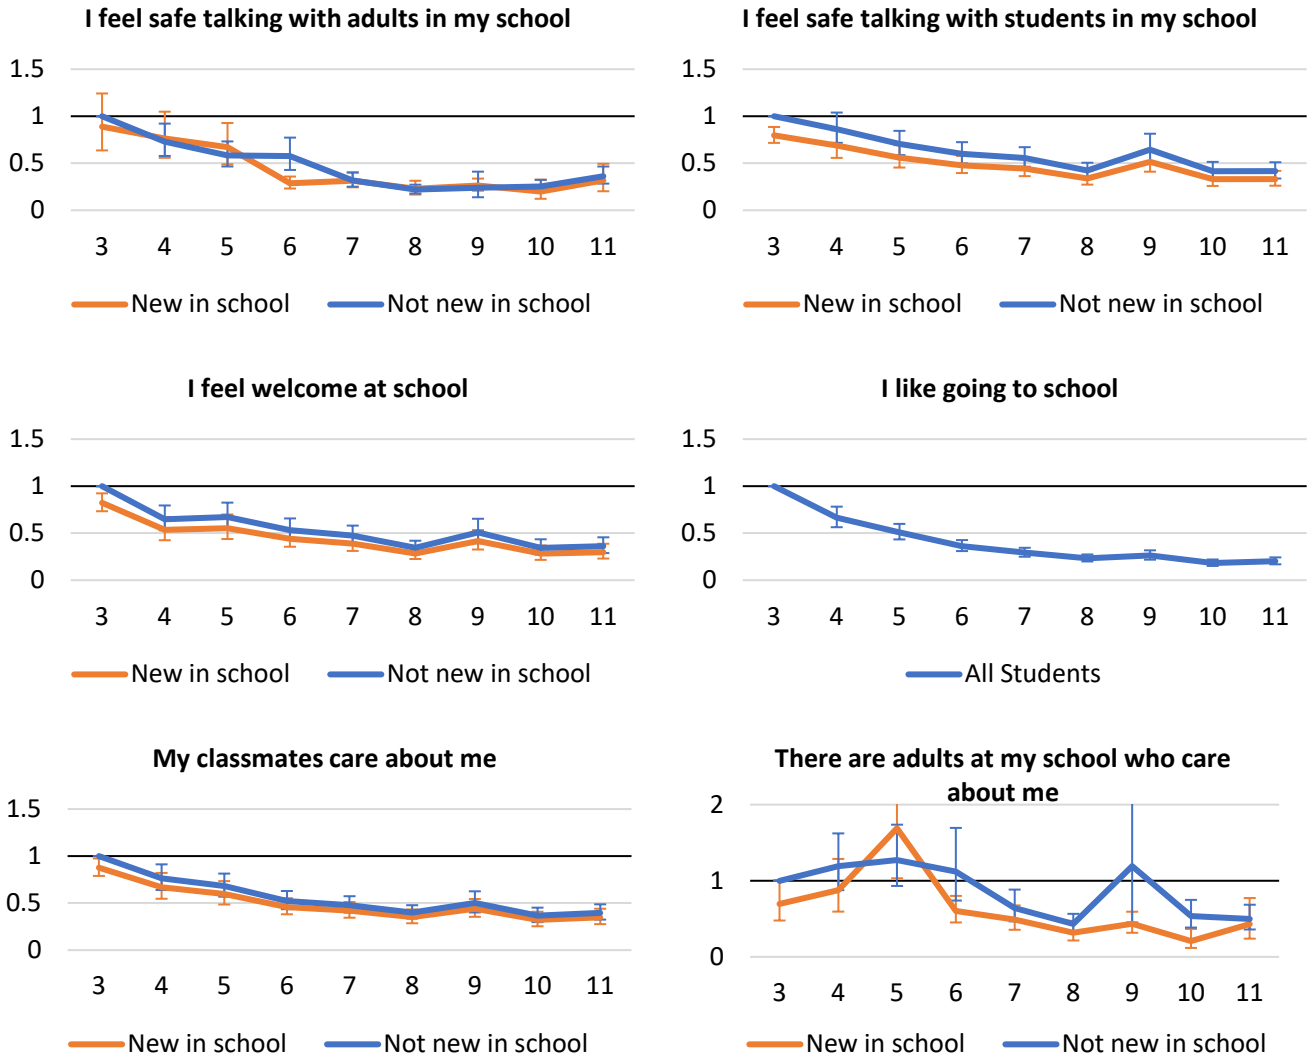 I feel safe talking with adults in my school
1.5
1
0.5
0
3 4 5 6 7 8 9 10 11
New in school Not new in school
I feel safe talking with students in my school
1.5
1
0.5
0
3 4 5 6 7 8 9 10 11
New in school Not new in school
I feel welcome at school
1.5
1
0.5
0
3 4 5 6 7 8 9 10 11
New in school Not new in school
I like going to school
1.5
1
0.5
0
3 4 5 6 7 8 9 10 11
All Students
My classmates care about me
1.5
1
0.5
0
3 4 5 6 7 8 9 10 11
New in school Not new in school
There are adults at my school who care
about me
2
1
0
3 4 5 6 7 8 9 10 11
New in school Not new in school